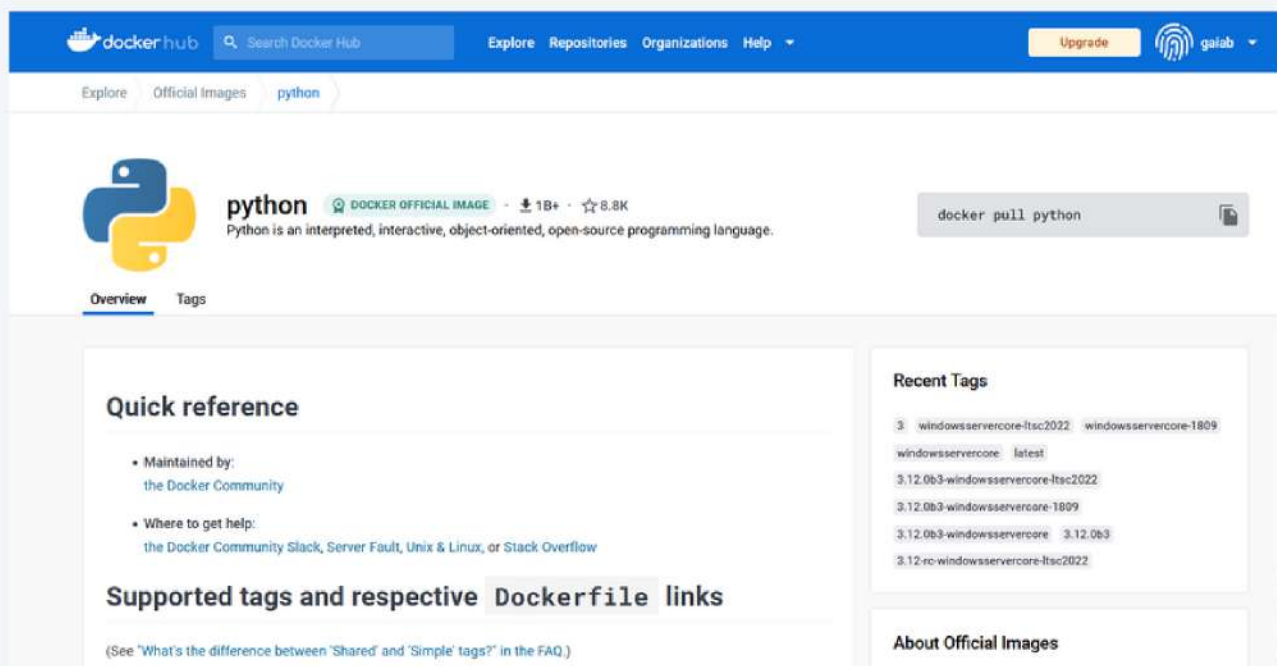 dockerhub Search Docker Hub Explore Repositories Organizations Help Upgrade gaiab
Explore Official Images python
python DOCKER OFFICIAL IMAGE · 1B+ · 8.8K
Python is an interpreted, interactive, object-oriented, open-source programming language.
docker pull python
Overview Tags
Quick reference
• Maintained by:
the Docker Community
• Where to get help:
the Docker Community Slack, Server Fault, Unix & Linux, or Stack Overflow
Supported tags and respective Dockerfile links
(See "What's the difference between 'Shared' and 'Simple' tags?" in the FAQ.)
Recent Tags
3 windowsservercore-ltsc2022 windowsservercore-1809
windowsservercore latest
3.12.0b3-windowsservercore-ltsc2022
3.12.0b3-windowsservercore-1809
3.12.0b3-windowsservercore 3.12.0b3
3.12-rc-windowsservercore-ltsc2022
About Official Images